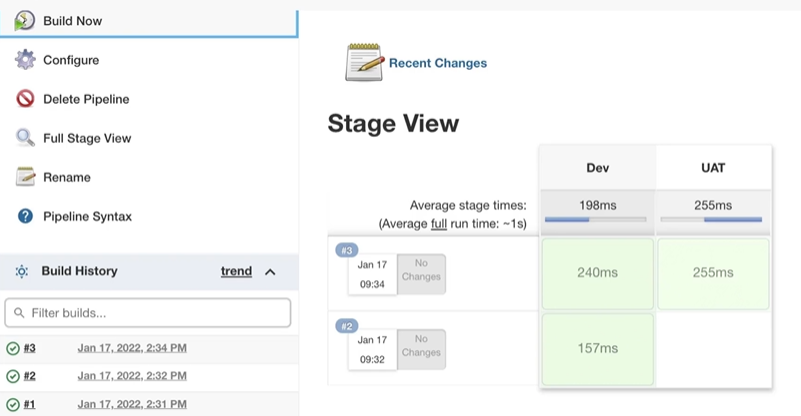 Build Now
Configure
Delete Pipeline
Full Stage View
Rename
Pipeline Syntax
Build History trend
Filter builds...
#3 Jan 17, 2022, 2:34 PM
#2 Jan 17, 2022, 2:32 PM
#1 Jan 17, 2022, 2:31 PM
Recent Changes
Stage View
Dev UAT
Average stage times: 198ms 255ms
(Average full run time: ~1s)
#3
Jan 17 No
09:34 Changes
240ms 255ms
#2
Jan 17 No
09:32 Changes
157ms